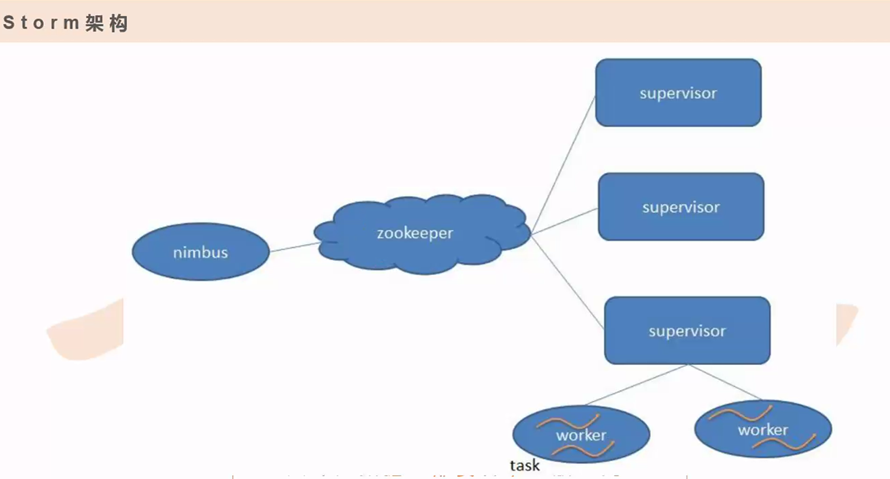 Storm架构
supervisor
supervisor
zookeeper
nimbus
supervisor
worker
worker
task